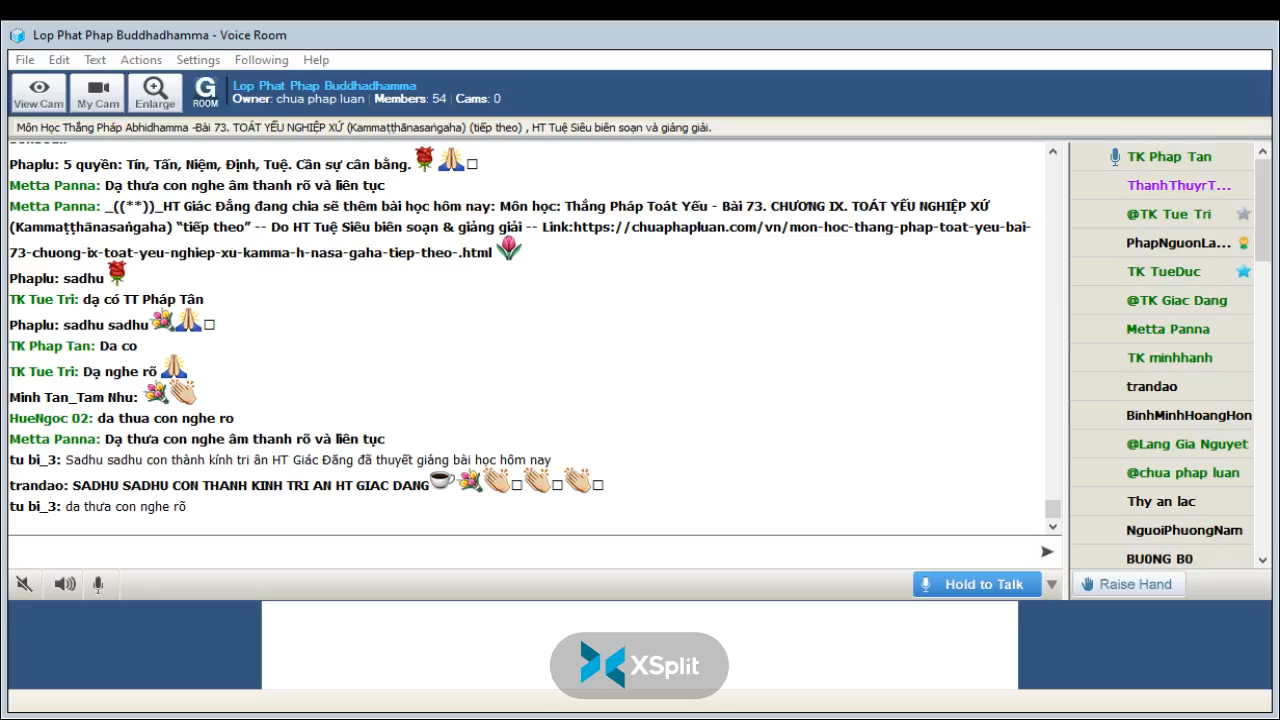 Lop Phat Phap Buddhadhamma - Voice Room
File Edit Text Actions Settings Following Help
View Cam My Cam Enlarge G ROOM
Lop Phat Phap Buddhadhamma
Owner: chua phap luan | Members: 54 | Cams: 0
Môn Học Thắng Pháp Abhidhamma -Bài 73. TOÁT YẾU NGHIỆP XỨ (Kammaṭṭhānasaṅgaha) (tiếp theo) , HT Tuệ Siêu biên soạn và giảng giải.
Phaplu: 5 quyền: Tín, Tấn, Niệm, Định, Tuệ. Cần sự cân bằng.
Metta Panna: Dạ thưa con nghe âm thanh rõ và liên tục
Metta Panna: _((**))_HT Giác Đẳng đang chia sẽ thêm bài học hôm nay: Môn học: Thắng Pháp Toát Yếu - Bài 73. CHƯƠNG IX. TOÁT YẾU NGHIỆP XỨ
(Kammaṭṭhānasaṅgaha) “tiếp theo” -- Do HT Tuệ Siêu biên soạn & giảng giải -- Link:https://chuaphapluan.com/vn/mon-hoc-thang-phap-toat-yeu-bai-
73-chuong-ix-toat-yeu-nghiep-xu-kamma-h-nasa-gaha-tiep-theo-.html
Phaplu: sadhu
TK Tue Tri: dạ có TT Pháp Tân
Phaplu: sadhu sadhu
TK Phap Tan: Da co
TK Tue Tri: Dạ nghe rõ
Minh Tan_Tam Nhu:
HueNgoc 02: da thua con nghe ro
Metta Panna: Dạ thưa con nghe âm thanh rõ và liên tục
tu bi_3: Sadhu sadhu con thành kính tri ân HT Giác Đăng đã thuyết giảng bài học hôm nay
trandao: SADHU SADHU CON THANH KINH TRI AN HT GIAC DANG
tu bi_3: da thưa con nghe rõ
Hold to Talk
TK Phap Tan
ThanhThuyrT...
@TK Tue Tri
PhapNguonLa...
TK TueDuc
@TK Giac Dang
Metta Panna
TK minhhanh
trandao
BinhMinhHoangHon
@Lang Gia Nguyet
@chua phap luan
Thy an lac
NguoiPhuongNam
BU0NG B0
Raise Hand
XSplit